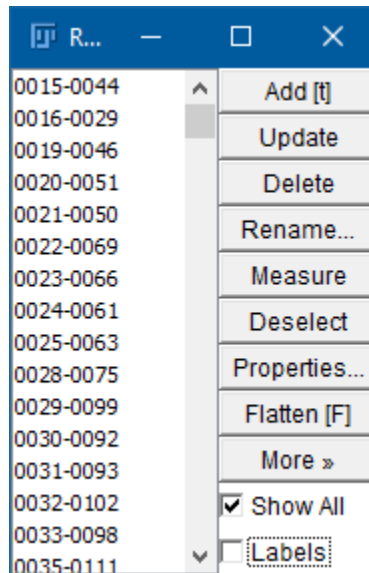 R...
0015-0044
0016-0029
0019-0046
0020-0051
0021-0050
0022-0069
0023-0066
0024-0061
0025-0063
0028-0075
0029-0099
0030-0092
0031-0093
0032-0102
0033-0098
0035-0111
Add [t]
Update
Delete
Rename...
Measure
Deselect
Properties...
Flatten [F]
More »
Show All
Labels